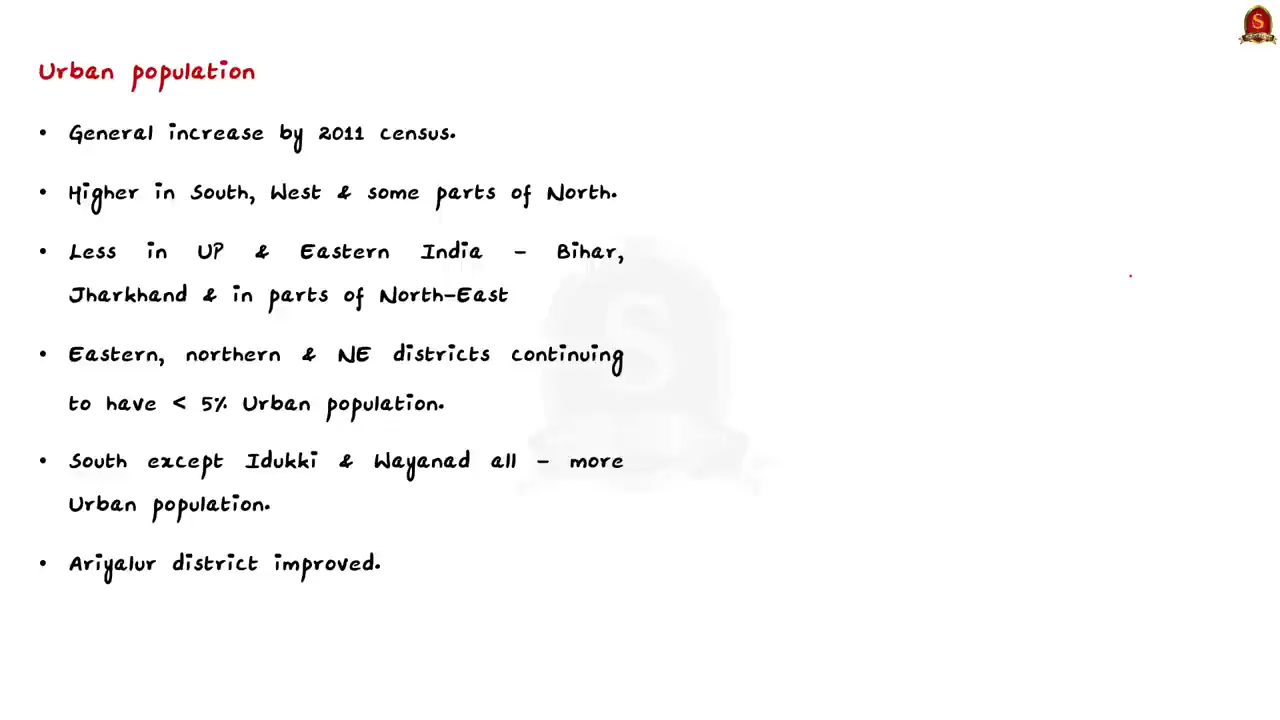 Urban population
• General increase by 2011 census.
• Higher in South, West & some parts of North.
• Less in UP & Eastern India - Bihar,
Jharkhand & in parts of North-East
• Eastern, northern & NE districts continuing
to have < 5% Urban population.
• South except Idukki & Wayanad all - more
Urban population.
• Ariyalur district improved.
S
S